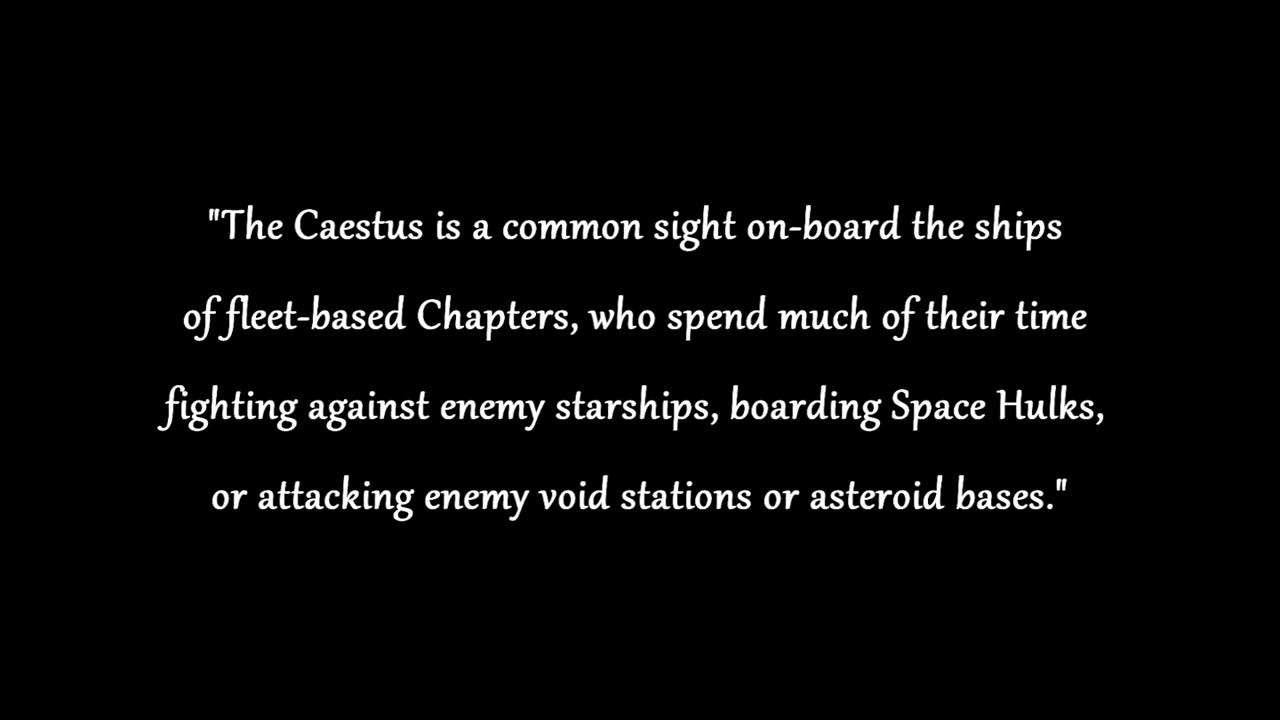 "The Caestus is a common sight on-board the ships
of fleet-based Chapters, who spend much of their time
fighting against enemy starships, boarding Space Hulks,
or attacking enemy void stations or asteroid bases."